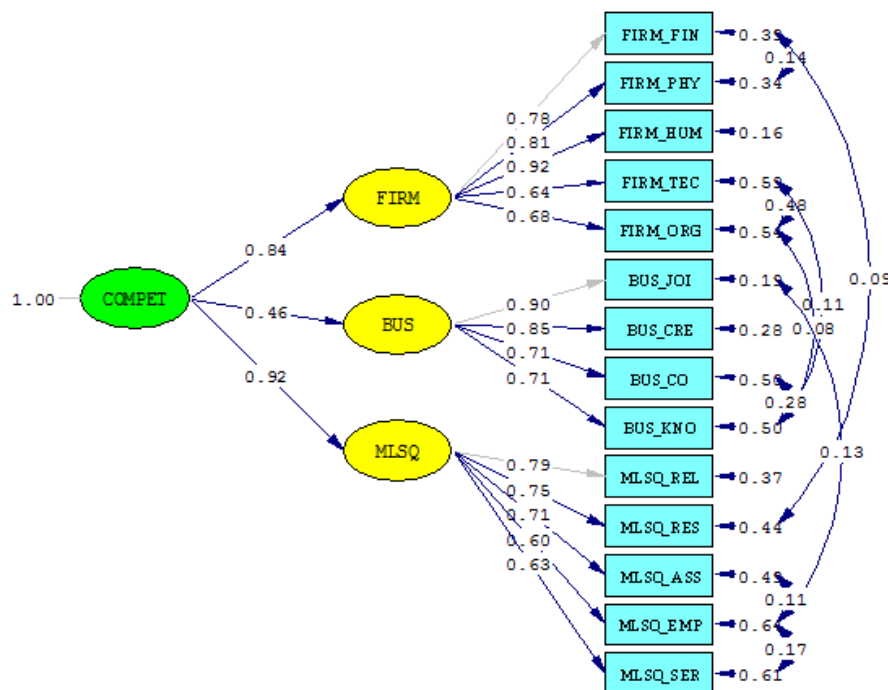 FIRM_FIN 0.39
0.14
FIRM_PHY 0.34
0.78
0.81
FIRM_HUM 0.16
0.92
FIRM_TEC 0.59
0.64
FIRM
0.48
0.68
FIRM_ORG 0.54
0.84
BUS_JOI 0.19
0.09
1.00 COMPET
0.90
0.11
0.46
BUS
0.85
BUS_CRE 0.28
0.08
0.71
BUS_CO 0.50
0.71
0.28
0.92
BUS_KNO 0.50
MLSQ
0.13
0.79
MLSQ_REL 0.37
0.75
0.71
MLSQ_RES 0.44
0.60
0.63
MLSQ_ASS 0.49
0.11
MLSQ_EMP 0.64
0.17
MLSQ_SER 0.61